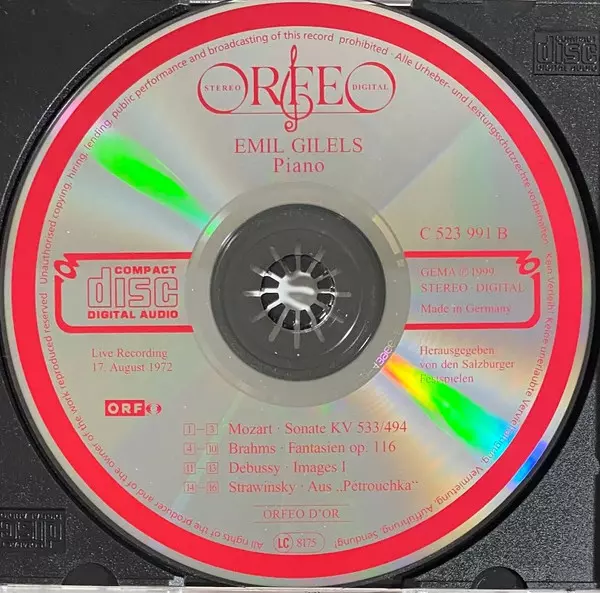 Unauthorised copying, hiring, lending, public performance and broadcasting of this record prohibited · Alle Urheber- und Leistungsschutzrechte vorbehalten · Kein Verleih! Keine unerlaubte Vervielfältigung, Vermietung, Aufführung, Sendung!
All rights of the producer and of the owner of the work reproduced reserved ·
ORFEO
STEREO DIGITAL
EMIL GILELS
Piano
C 523 991 B
COMPACT
disc
DIGITAL AUDIO
GEMA ℗ 1999
STEREO · DIGITAL
Made in Germany
Live Recording
17. August 1972
Herausgegeben
von den Salzburger
Festspielen
ORF
1–3 Mozart · Sonate KV 533/494
4–10 Brahms · Fantasien op. 116
11–13 Debussy · Images I
14–16 Strawinsky · Aus „Petrouchka“
ORFEO D'OR
LC 8175
disc